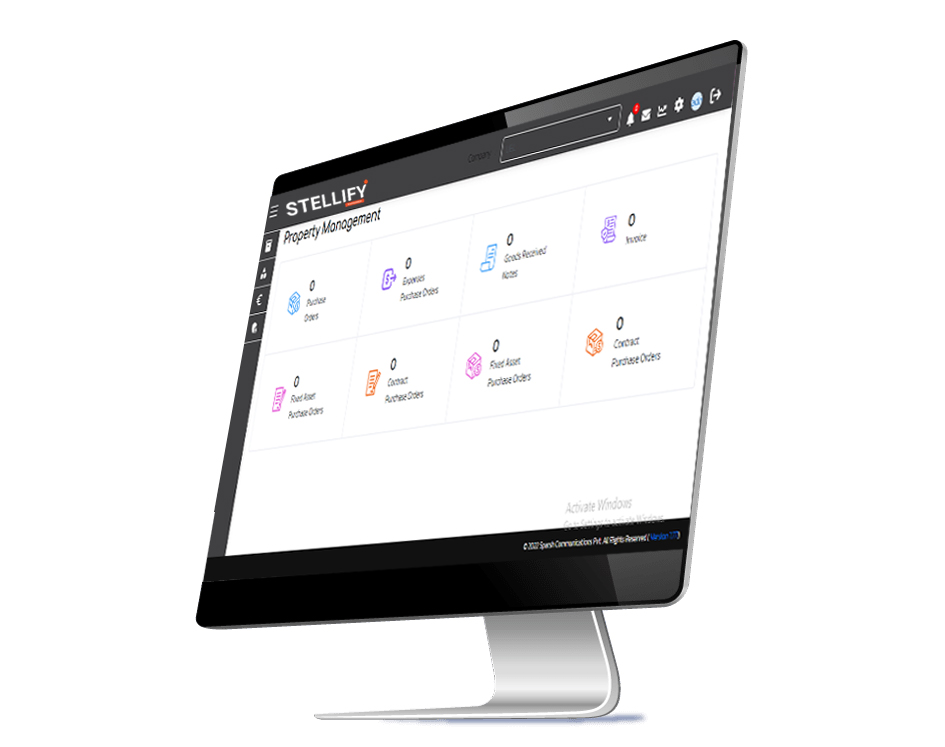 Company
2
STELLIFY
Property Management
0
Purchase
Orders
0
Expenses
Purchase Orders
0
Goods Received
Notes
0
Invoice
0
Fixed Asset
Purchase Orders
0
Contract
Purchase Orders
0
Fixed Asset
Purchase Orders
0
Contract
Purchase Orders
Activate Windows
Go to Settings to activate Windows
© 2022 Sparsh Communications Pvt. All Rights Reserved (